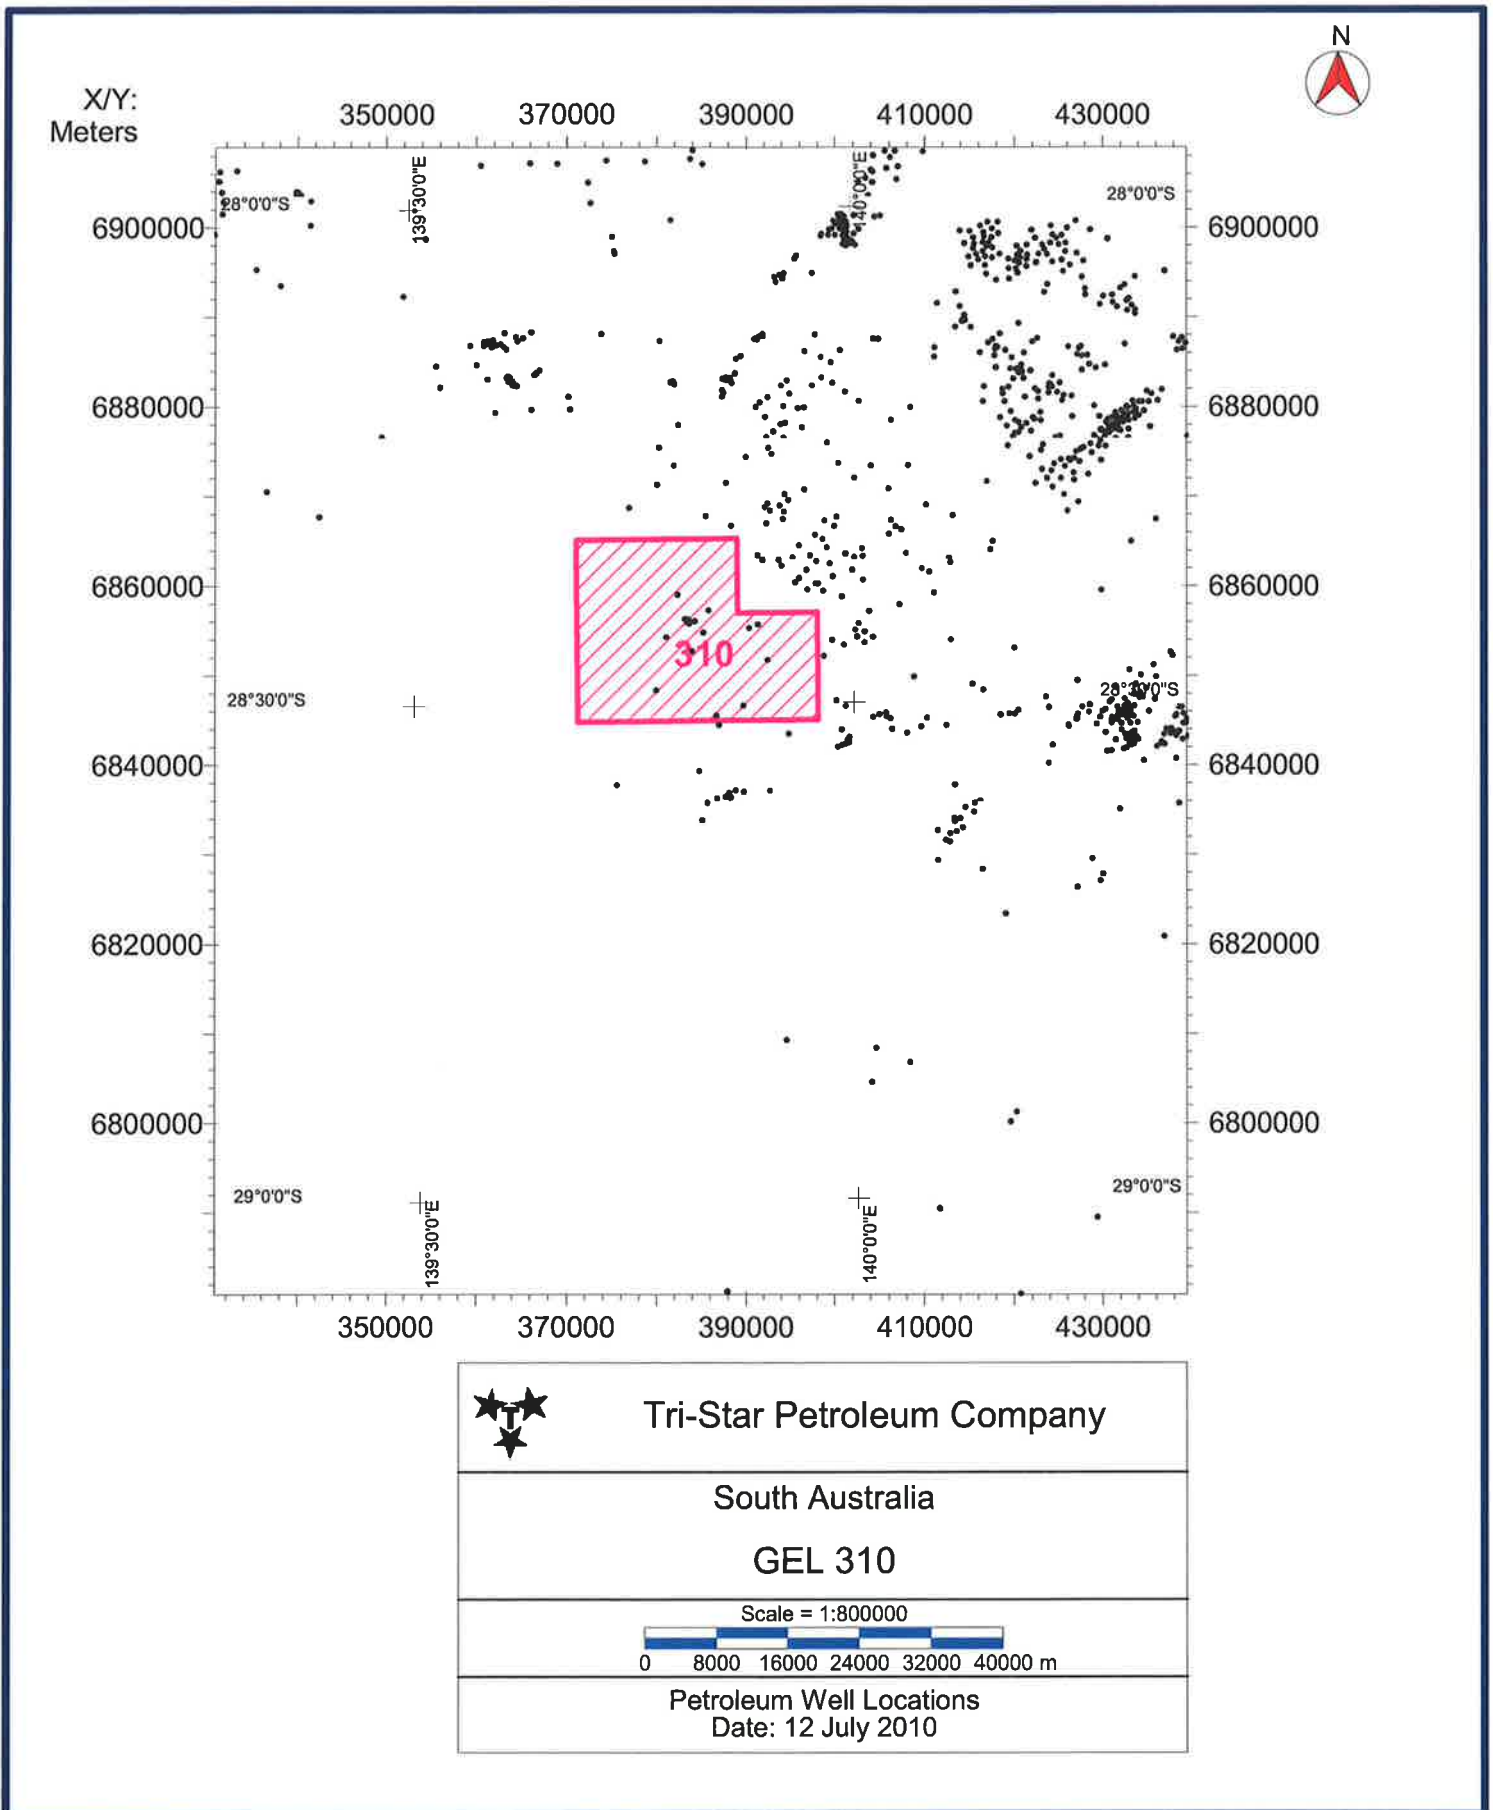 N
X/Y:
Meters
350000 370000 390000 410000 430000
139°30'0"E
140°0'0"E
28°0'0"S 28°0'0"S
6900000 6900000
6880000 6880000
6860000 6860000
310
28°30'0"S 28°30'0"S
6840000 6840000
6820000 6820000
6800000 6800000
29°0'0"S 29°0'0"S
139°30'0"E
140°0'0"E
350000 370000 390000 410000 430000
T
Tri-Star Petroleum Company
South Australia
GEL 310
Scale = 1:800000
0 8000 16000 24000 32000 40000 m
Petroleum Well Locations
Date: 12 July 2010